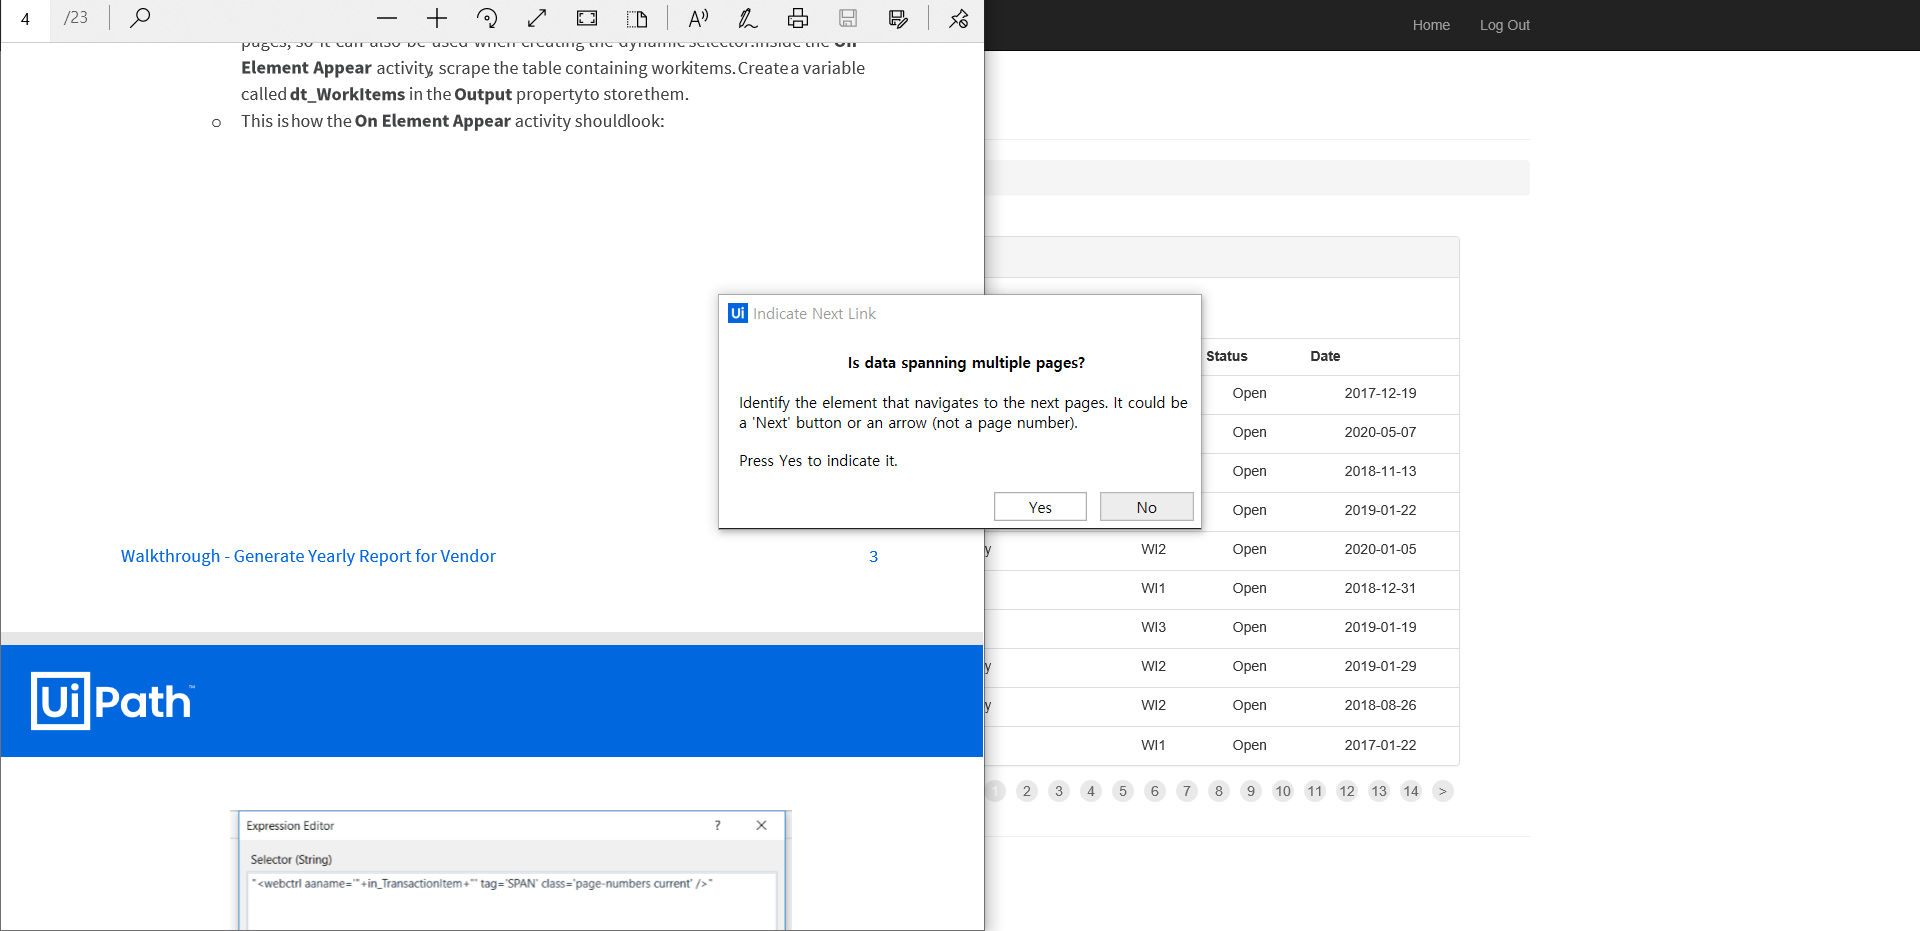 4 /23
Home Log Out
pages, so it can also be used when creating the dynamic selector.Inside the On
Element Appear activity, scrape the table containing workitems. Create a variable
called dt_WorkItems in the Output property to store them.
o This is how the On Element Appear activity should look:
Ui Indicate Next Link
Is data spanning multiple pages?
Identify the element that navigates to the next pages. It could be
a 'Next' button or an arrow (not a page number).
Press Yes to indicate it.
Yes No
Status Date
Open 2017-12-19
Open 2020-05-07
Open 2018-11-13
Open 2019-01-22
y WI2 Open 2020-01-05
WI1 Open 2018-12-31
WI3 Open 2019-01-19
y WI2 Open 2019-01-29
y WI2 Open 2018-08-26
WI1 Open 2017-01-22
1 2 3 4 5 6 7 8 9 10 11 12 13 14 >
Walkthrough - Generate Yearly Report for Vendor 3
UiPath™
Expression Editor ?
Selector (String)
"<webctrl aaname='"+in_TransactionItem+"' tag='SPAN' class='page-numbers current' />"